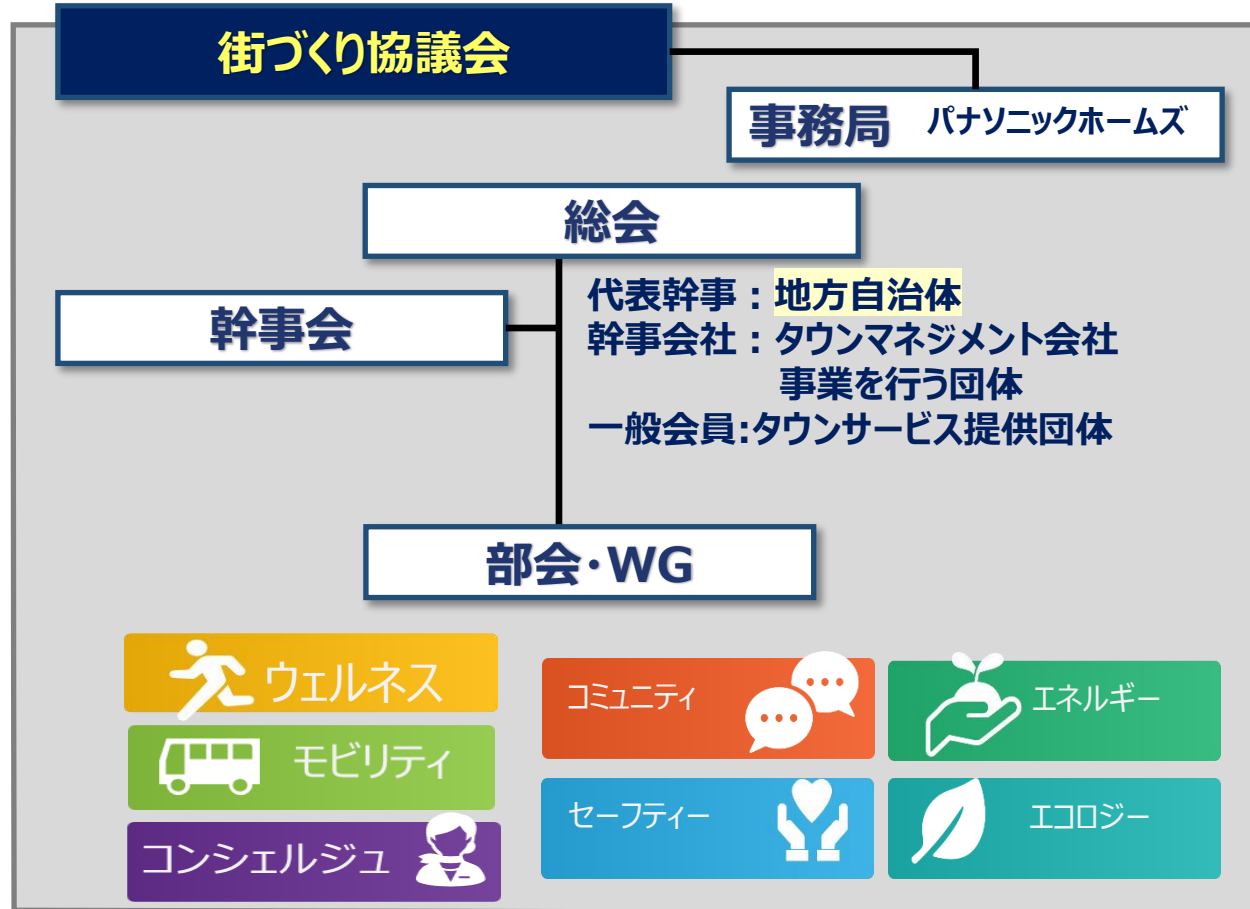 街づくり協議会
事務局 パナソニックホームズ
総会
幹事会
代表幹事：地方自治体
幹事会社：タウンマネジメント会社
事業を行う団体
一般会員:タウンサービス提供団体
部会・WG
ウェルネス
モビリティ
コンシェルジュ
コミュニティ
エネルギー
セーフティー
エコロジー